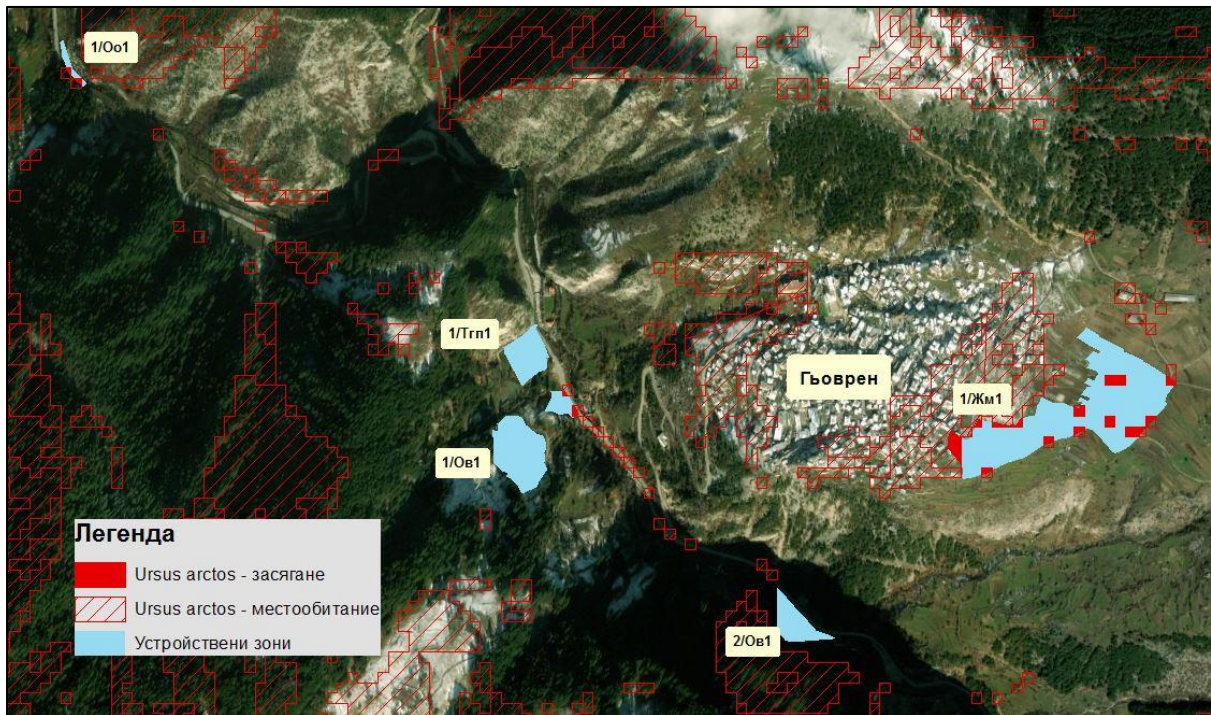 1/Оо1
1/Тгп1
Гьоврен
1/Жм1
1/Ов1
Легенда
Ursus arctos - засягане
Ursus arctos - местообитание
Устройствени зони
2/Ов1